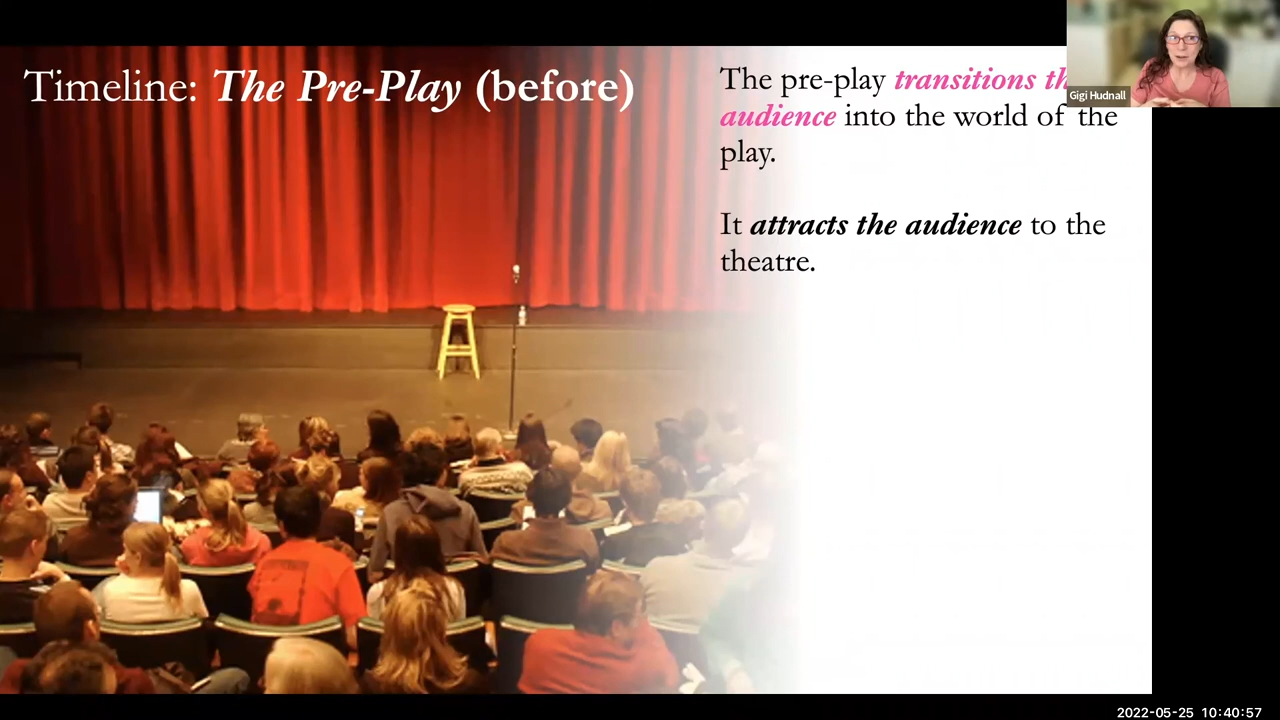 Timeline: The Pre-Play (before)
The pre-play transitions
audience into the world of the
play.
It attracts the audience to the
theatre.
Gigi Hudnall
2022-05-25 10:40:57